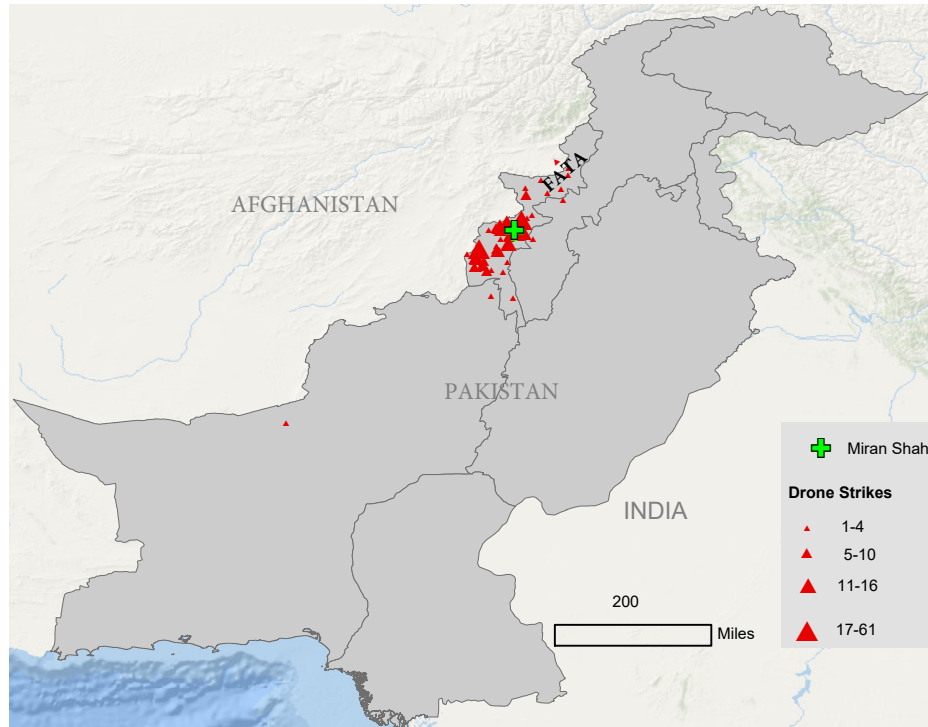 FATA
AFGHANISTAN
PAKISTAN
INDIA
Miran Shah
Drone Strikes
1-4
5-10
11-16
17-61
200
Miles